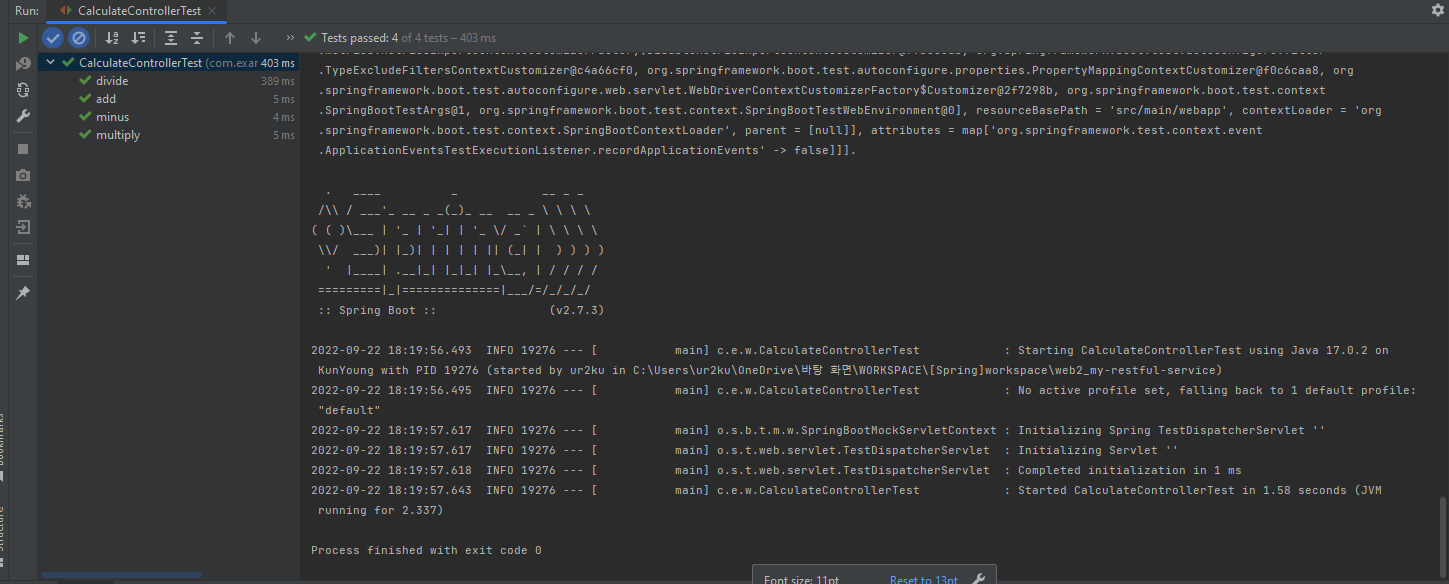 Run: CalculateControllerTest
Tests passed: 4 of 4 tests – 403 ms
CalculateControllerTest (com.exar 403 ms
divide 389 ms
add 5 ms
minus 4 ms
multiply 5 ms
.TypeExcludeFiltersContextCustomizer@c4a66cf0, org.springframework.boot.test.autoconfigure.properties.PropertyMappingContextCustomizer@f0c6caa8, org
.springframework.boot.test.autoconfigure.web.servlet.WebDriverContextCustomizerFactory$Customizer@2f7298b, org.springframework.boot.test.context
.SpringBootTestArgs@1, org.springframework.boot.test.context.SpringBootTestWebEnvironment@0], resourceBasePath = 'src/main/webapp', contextLoader = 'org
.springframework.boot.test.context.SpringBootContextLoader', parent = [null]], attributes = map['org.springframework.test.context.event
.ApplicationEventsTestExecutionListener.recordApplicationEvents' -> false]]].
  .   ____          _            __ _ _
 /\\ / ___'_ __ _ _(_)_ __  __ _ \ \ \ \
( ( )\___ | '_ | '_| | '_ \/ _` | \ \ \ \
 \\/  ___)| |_)| | | | | || (_| |  ) ) ) )
  '  |____| .__|_| |_|_| |_\__, | / / / /
 =========|_|==============|___/=/_/_/_/
 :: Spring Boot ::                (v2.7.3)
2022-09-22 18:19:56.493  INFO 19276 --- [           main] c.e.w.CalculateControllerTest            : Starting CalculateControllerTest using Java 17.0.2 on
KunYoung with PID 19276 (started by ur2ku in C:\Users\ur2ku\OneDrive\바탕 화면\WORKSPACE\[Spring]workspace\web2_my-restful-service)
2022-09-22 18:19:56.495  INFO 19276 --- [           main] c.e.w.CalculateControllerTest            : No active profile set, falling back to 1 default profile:
"default"
2022-09-22 18:19:57.617  INFO 19276 --- [           main] o.s.b.t.m.w.SpringBootMockServletContext : Initializing Spring TestDispatcherServlet ''
2022-09-22 18:19:57.617  INFO 19276 --- [           main] o.s.t.web.servlet.TestDispatcherServlet  : Initializing Servlet ''
2022-09-22 18:19:57.618  INFO 19276 --- [           main] o.s.t.web.servlet.TestDispatcherServlet  : Completed initialization in 1 ms
2022-09-22 18:19:57.643  INFO 19276 --- [           main] c.e.w.CalculateControllerTest            : Started CalculateControllerTest in 1.58 seconds (JVM
running for 2.337)
Process finished with exit code 0
Font size: 11pt Reset to 13pt